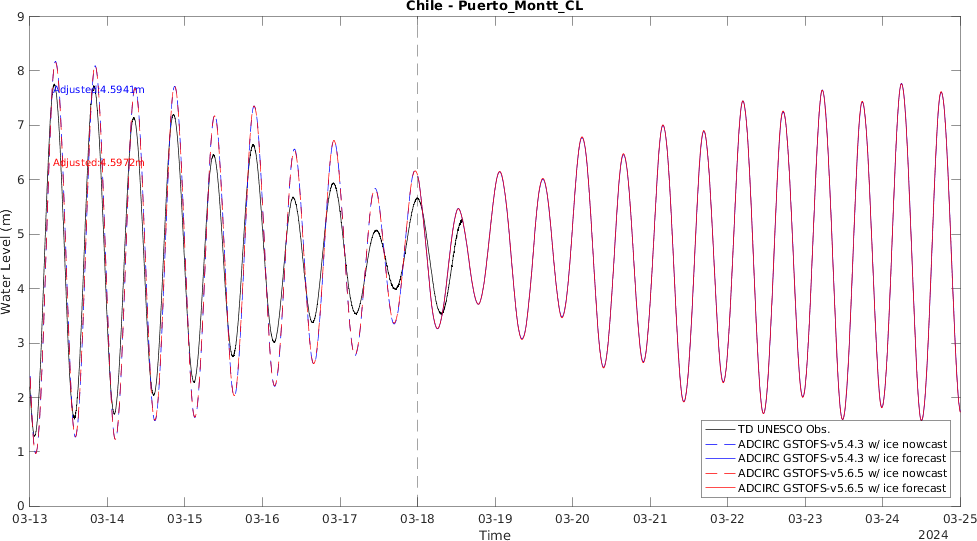 Chile - Puerto_Montt_CL
9
8
7
6
5
4
3
2
1
0
Water Level (m)
Adjusted:4.5941m
Adjusted:4.5972m
TD UNESCO Obs.
ADCIRC GSTOFS-v5.4.3 w/ ice nowcast
ADCIRC GSTOFS-v5.4.3 w/ ice forecast
ADCIRC GSTOFS-v5.6.5 w/ ice nowcast
ADCIRC GSTOFS-v5.6.5 w/ ice forecast
03-13 03-14 03-15 03-16 03-17 03-18 03-19 03-20 03-21 03-22 03-23 03-24 03-25
Time
2024